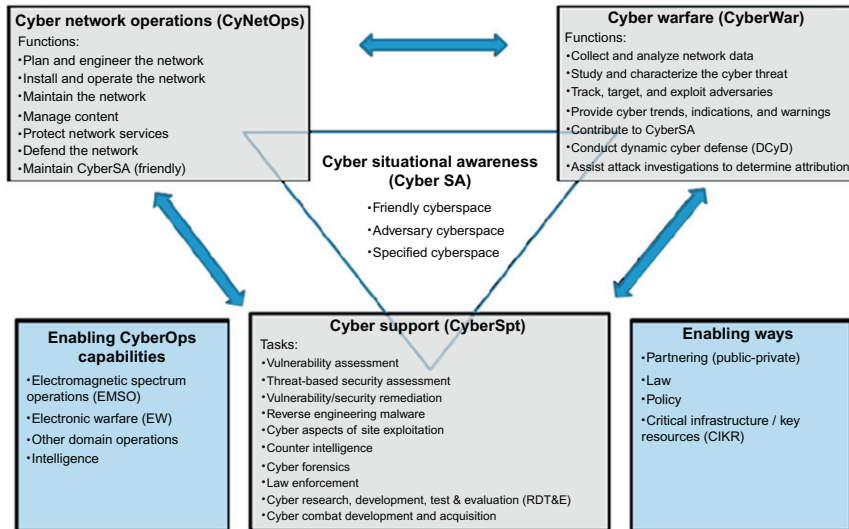 Cyber network operations (CyNetOps)
Functions:
•Plan and engineer the network
•Install and operate the network
•Maintain the network
•Manage content
•Protect network services
•Defend the network
•Maintain CyberSA (friendly)
Cyber warfare (CyberWar)
Functions:
•Collect and analyze network data
•Study and characterize the cyber threat
•Track, target, and exploit adversaries
•Provide cyber trends, indications, and warnings
•Contribute to CyberSA
•Conduct dynamic cyber defense (DCyD)
•Assist attack investigations to determine attribution
Cyber situational awareness
(Cyber SA)
•Friendly cyberspace
•Adversary cyberspace
•Specified cyberspace
Enabling CyberOps
capabilities
•Electromagnetic spectrum
operations (EMSO)
•Electronic warfare (EW)
•Other domain operations
•Intelligence
Cyber support (CyberSpt)
Tasks:
•Vulnerability assessment
•Threat-based security assessment
•Vulnerability/security remediation
•Reverse engineering malware
•Cyber aspects of site exploitation
•Counter intelligence
•Cyber forensics
•Law enforcement
•Cyber research, development, test & evaluation (RDT&E)
•Cyber combat development and acquisition
Enabling ways
•Partnering (public-private)
•Law
•Policy
•Critical infrastructure / key
resources (CIKR)